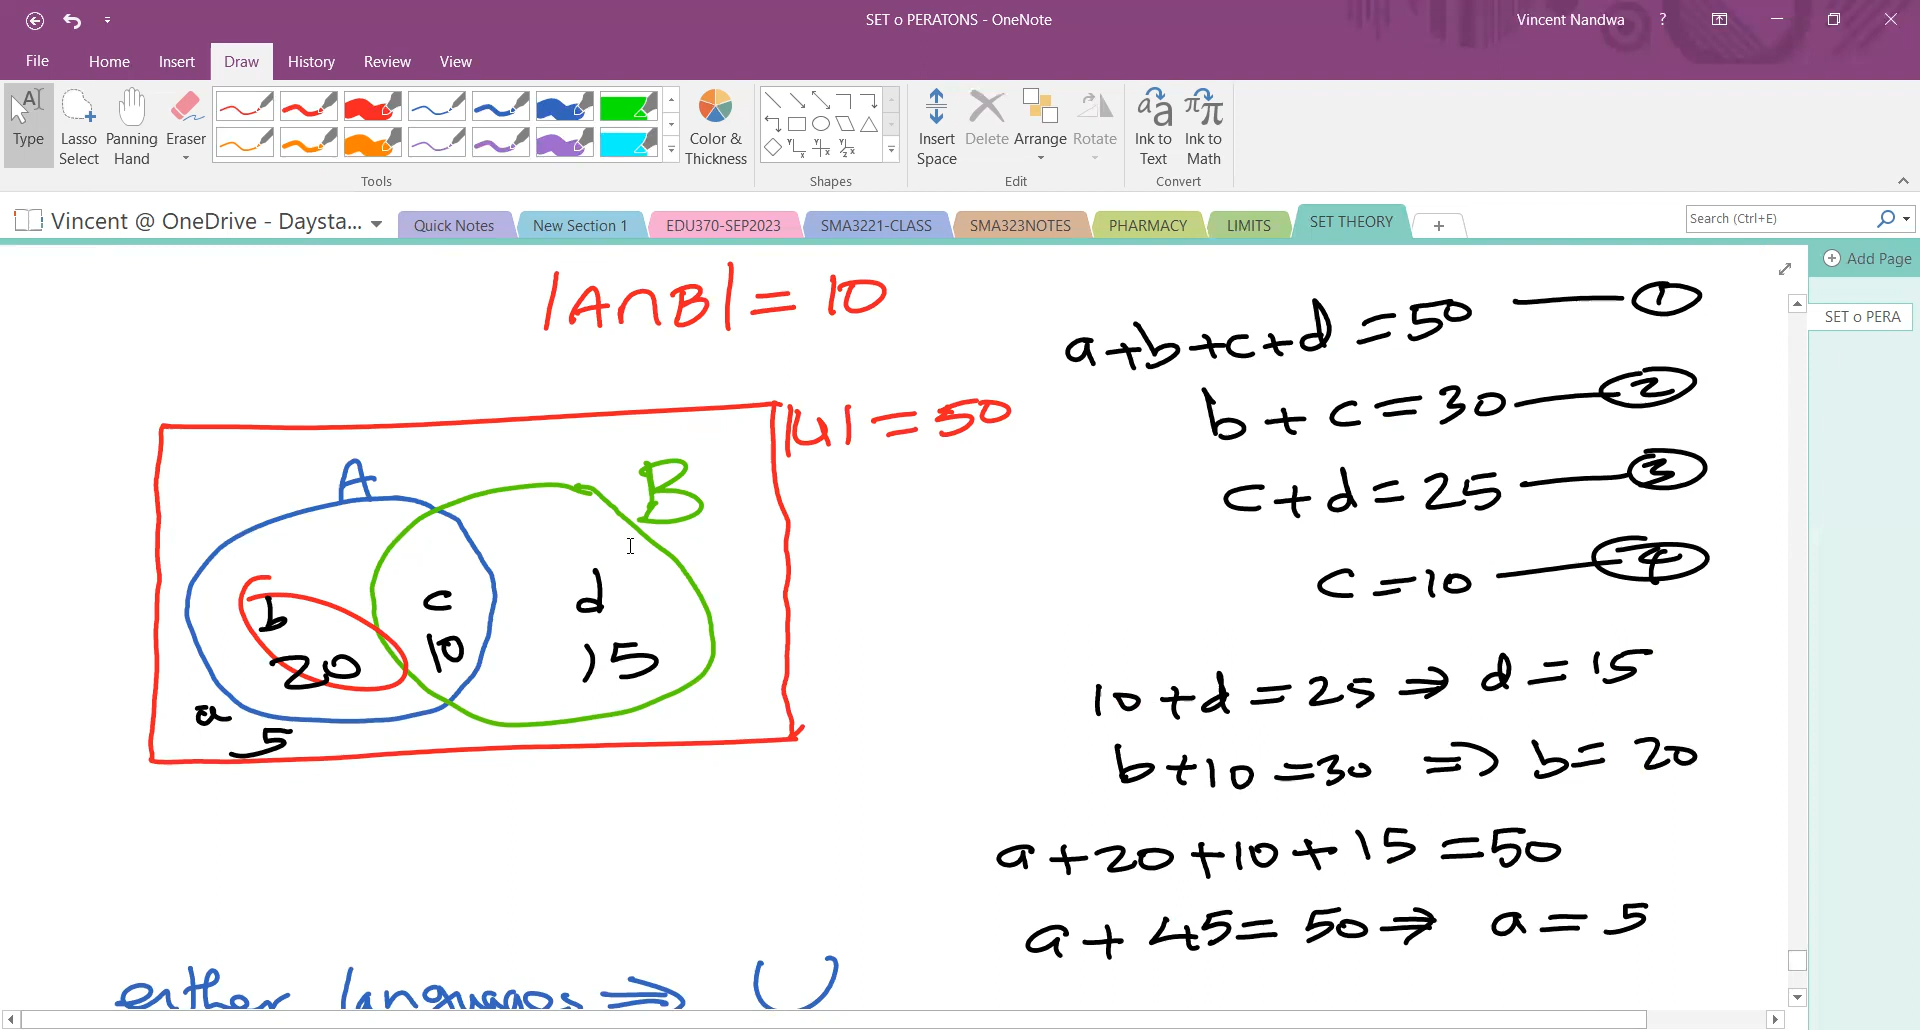 SET o PERATONS - OneNote
Vincent Nandwa
?
File
Home
Insert
Draw
History
Review
View
Type
Lasso
Select
Panning
Hand
Eraser
Color &
Thickness
Insert
Space
Delete
Arrange
Rotate
Ink to
Text
Ink to
Math
Tools
Shapes
Edit
Convert
Vincent @ OneDrive - Daysta...
Quick Notes
New Section 1
EDU370-SEP2023
SMA3221-CLASS
SMA323NOTES
PHARMACY
LIMITS
SET THEORY
+
Search (Ctrl+E)
Add Page
SET o PERA
|A∩B| = 10
|U| = 50
A
B
b
20
c
10
d
15
a
5
a+b+c+d = 50 — 1
b + c = 30 — 2
c + d = 25 — 3
c = 10 — 4
10 + d = 25 ⇒ d = 15
b + 10 = 30 ⇒ b = 20
a + 20 + 10 + 15 = 50
a + 45 = 50 ⇒ a = 5
either languages ⇒ U